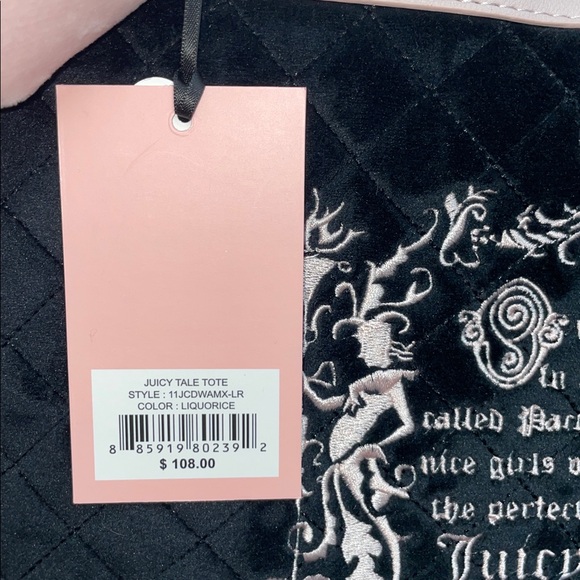 JUICY TALE TOTE
STYLE : 11JCDWAMX-LR
COLOR : LIQUORICE
8 85919 80239 2
$ 108.00
In
called
nice girls
the
Juicy